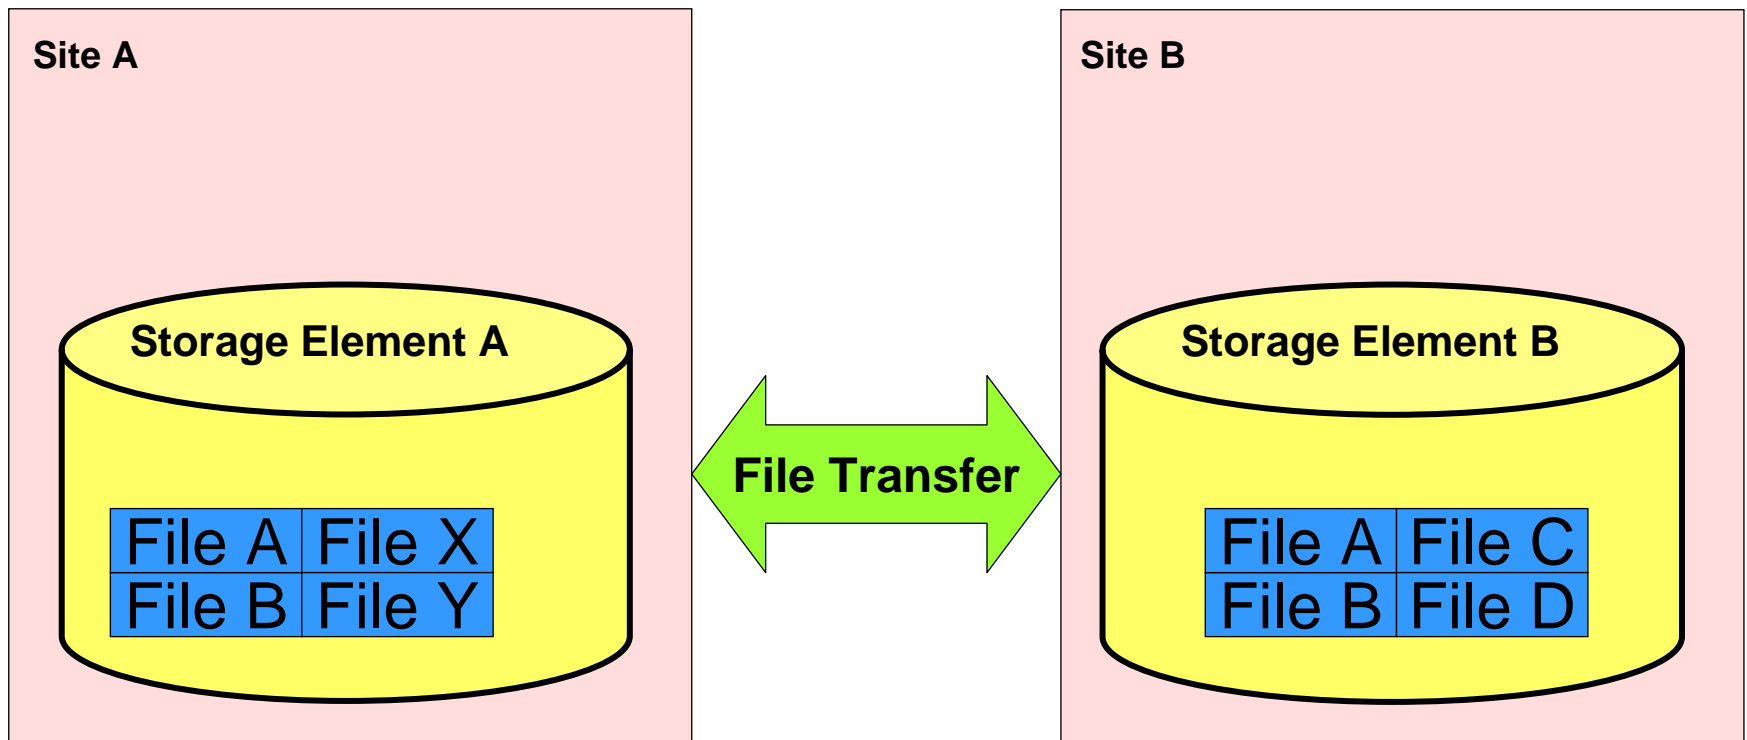 Site A
Site B
Storage Element A
Storage Element B
File Transfer
File A File X
File B File Y
File A File C
File B File D